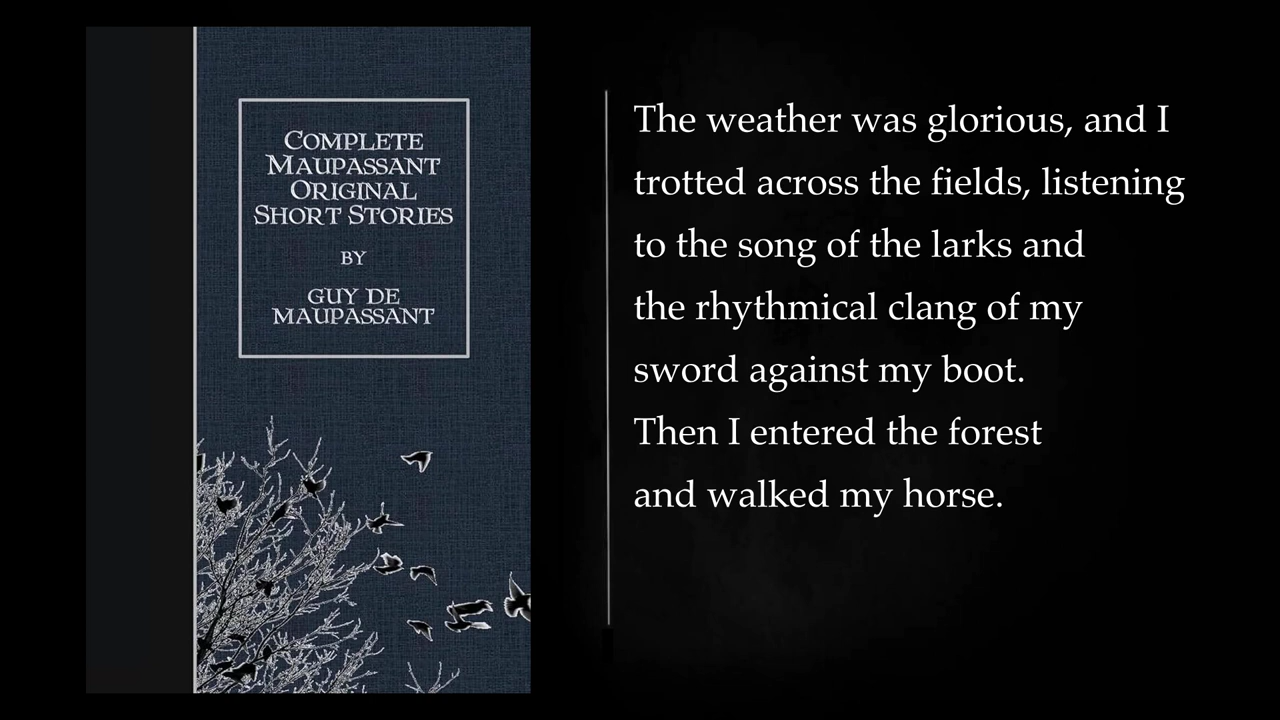 COMPLETE
MAUPASSANT
ORIGINAL
SHORT STORIES
BY
GUY DE
MAUPASSANT
The weather was glorious, and I
trotted across the fields, listening
to the song of the larks and
the rhythmical clang of my
sword against my boot.
Then I entered the forest
and walked my horse.